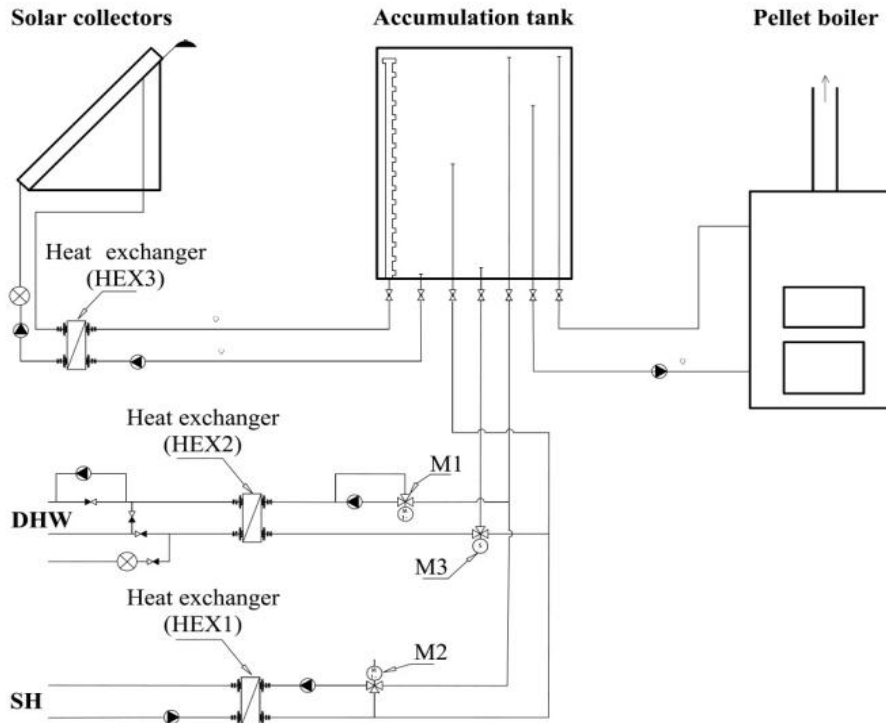 Solar collectors
Accumulation tank
Pellet boiler
Heat exchanger
(HEX3)
Heat exchanger
(HEX2)
M1
M
DHW
S
M3
Heat exchanger
(HEX1)
M2
M
SH